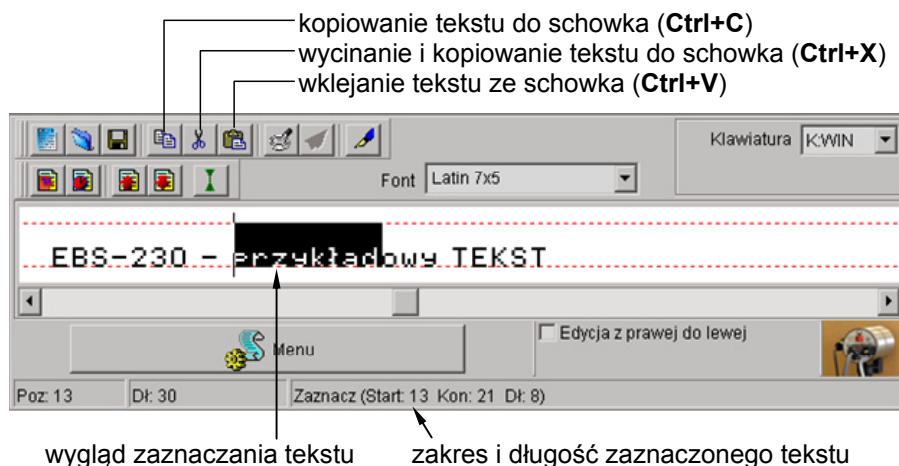 kopiowanie tekstu do schowka (Ctrl+C)
wycinanie i kopiowanie tekstu do schowka (Ctrl+X)
wklejanie tekstu ze schowka (Ctrl+V)
Klawiatura K:WIN
Font Latin 7x5
EBS-230 - przykładowy TEKST
Menu
Edycja z prawej do lewej
Poz: 13 Dł: 30 Zaznacz (Start: 13 Kon: 21 Dł: 8)
wygląd zaznaczania tekstu zakres i długość zaznaczonego tekstu